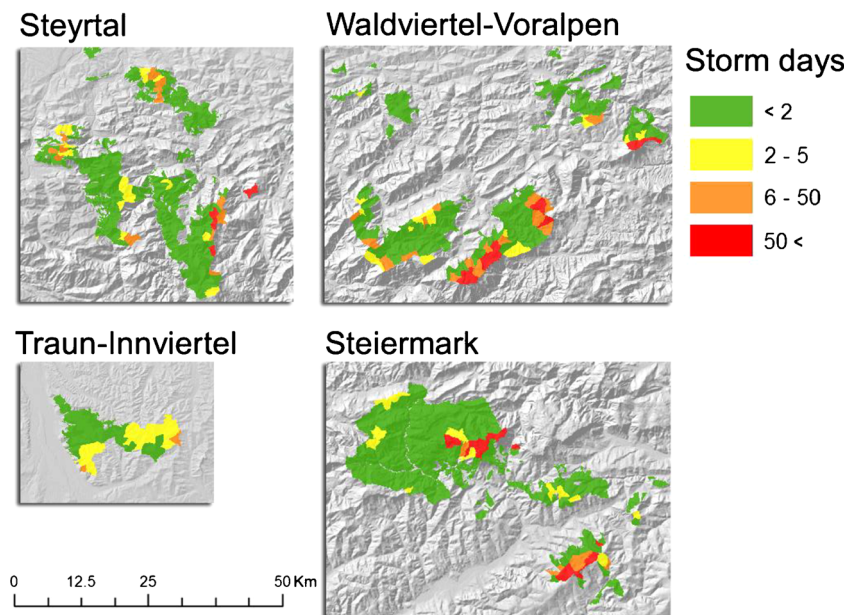 Steyrtal
Waldviertel-Voralpen
Storm days
< 2
2 - 5
6 - 50
50 <
Traun-Innviertel
Steiermark
0 12.5 25 50 Km